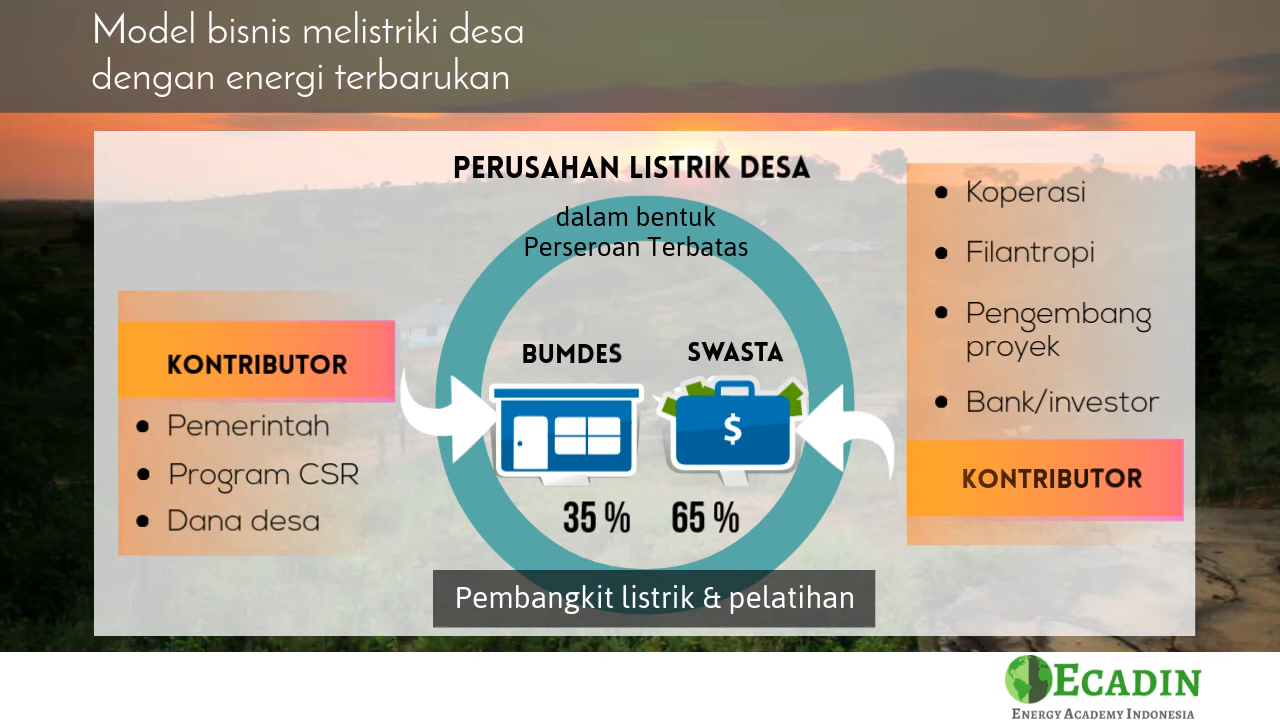 Model bisnis melistriki desa
dengan energi terbarukan
PERUSAHAN LISTRIK DESA
dalam bentuk
Perseroan Terbatas
KONTRIBUTOR
• Pemerintah
• Program CSR
• Dana desa
BUMDES
SWASTA
$
35 %
65 %
• Koperasi
• Filantropi
• Pengembang
proyek
• Bank/investor
KONTRIBUTOR
Pembangkit listrik & pelatihan
ECADIN
ENERGY ACADEMY INDONESIA